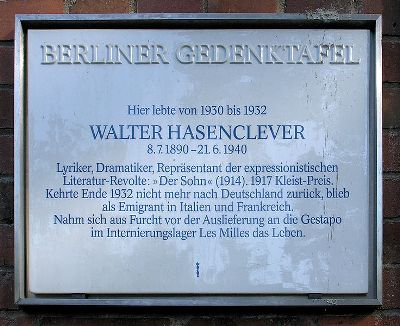 BERLINER GEDENKTAFEL
Hier lebte von 1930 bis 1932
WALTER HASENCLEVER
8.7.1890–21.6.1940
Lyriker, Dramatiker, Repräsentant der expressionistischen
Literatur-Revolte: »Der Sohn« (1914). 1917 Kleist-Preis.
Kehrte Ende 1932 nicht mehr nach Deutschland zurück, blieb
als Emigrant in Italien und Frankreich.
Nahm sich aus Furcht vor der Auslieferung an die Gestapo
im Internierungslager Les Milles das Leben.